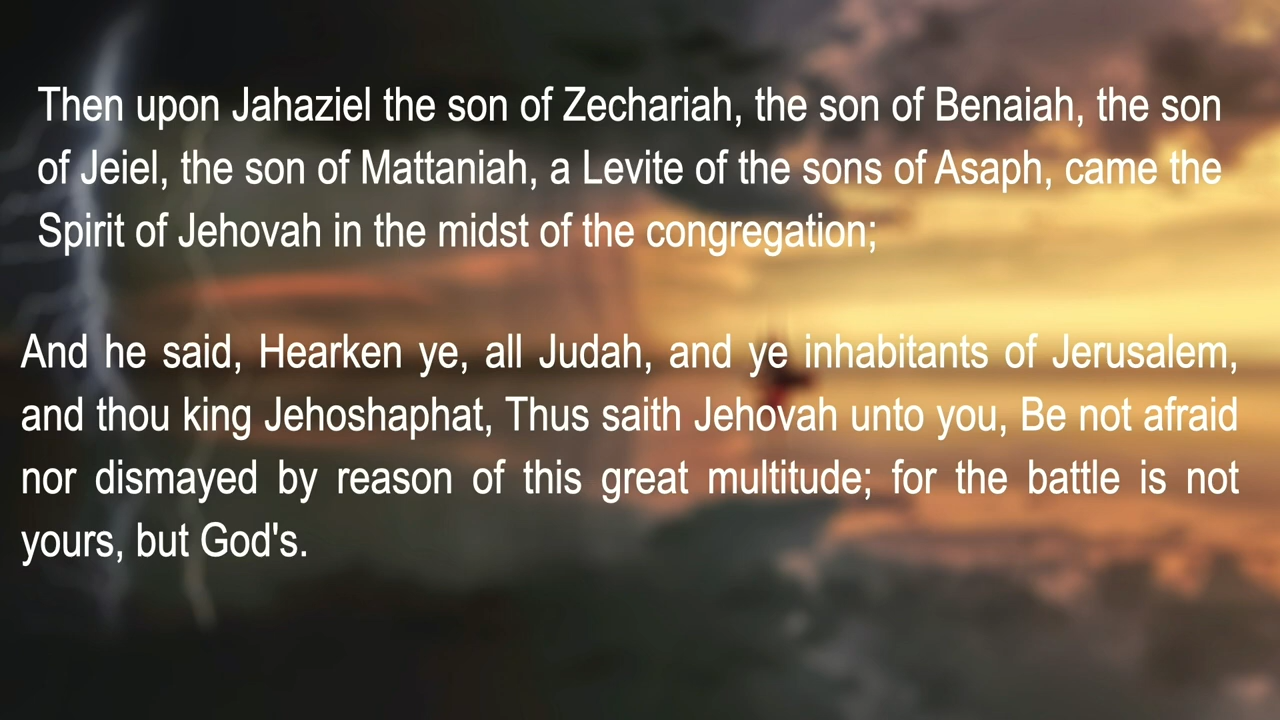 Then upon Jahaziel the son of Zechariah, the son of Benaiah, the son
of Jeiel, the son of Mattaniah, a Levite of the sons of Asaph, came the
Spirit of Jehovah in the midst of the congregation;
And he said, Hearken ye, all Judah, and ye inhabitants of Jerusalem,
and thou king Jehoshaphat, Thus saith Jehovah unto you, Be not afraid
nor dismayed by reason of this great multitude; for the battle is not
yours, but God's.